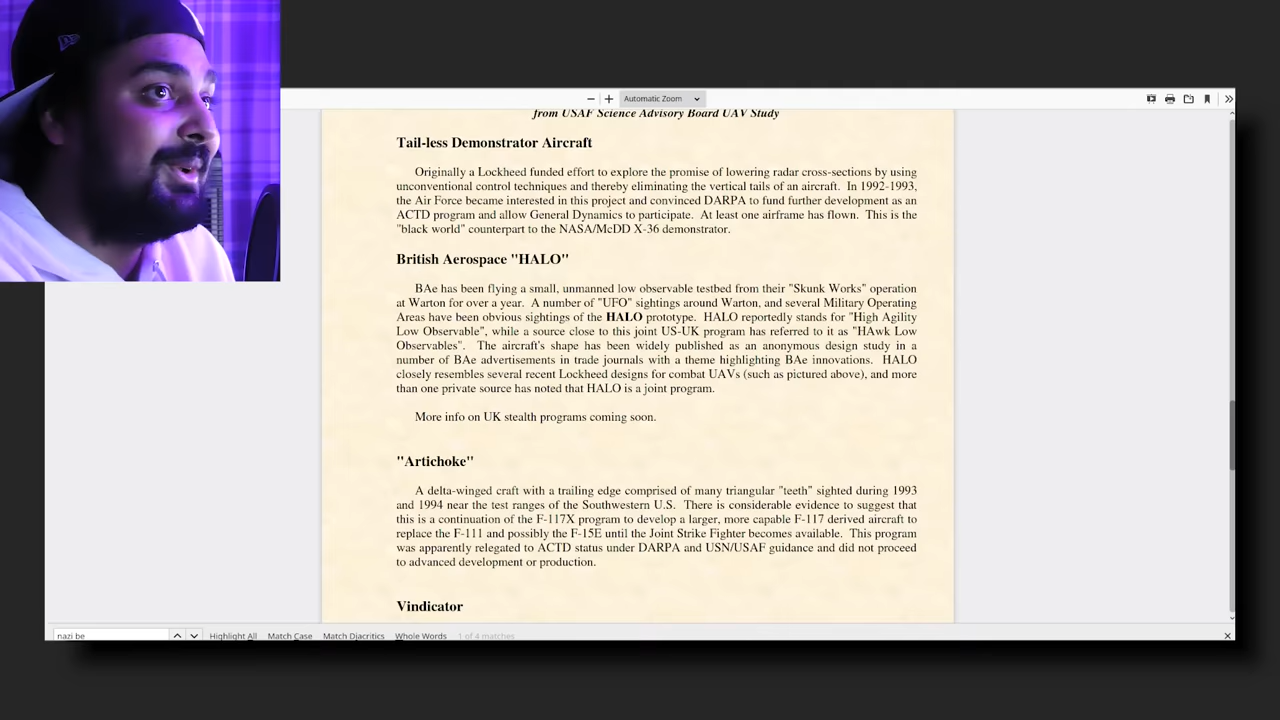 Automatic Zoom
from USAF Science Advisory Board UAV Study
Tail-less Demonstrator Aircraft
Originally a Lockheed funded effort to explore the promise of lowering radar cross-sections by using
unconventional control techniques and thereby eliminating the vertical tails of an aircraft. In 1992-1993,
the Air Force became interested in this project and convinced DARPA to fund further development as an
ACTD program and allow General Dynamics to participate. At least one airframe has flown. This is the
"black world" counterpart to the NASA/McDD X-36 demonstrator.
British Aerospace "HALO"
BAe has been flying a small, unmanned low observable testbed from their "Skunk Works" operation
at Warton for over a year. A number of "UFO" sightings around Warton, and several Military Operating
Areas have been obvious sightings of the HALO prototype. HALO reportedly stands for "High Agility
Low Observable", while a source close to this joint US-UK program has referred to it as "HAwk Low
Observables". The aircraft's shape has been widely published as an anonymous design study in a
number of BAe advertisements in trade journals with a theme highlighting BAe innovations. HALO
closely resembles several recent Lockheed designs for combat UAVs (such as pictured above), and more
than one private source has noted that HALO is a joint program.
More info on UK stealth programs coming soon.
"Artichoke"
A delta-winged craft with a trailing edge comprised of many triangular "teeth" sighted during 1993
and 1994 near the test ranges of the Southwestern U.S. There is considerable evidence to suggest that
this is a continuation of the F-117X program to develop a larger, more capable F-117 derived aircraft to
replace the F-111 and possibly the F-15E until the Joint Strike Fighter becomes available. This program
was apparently relegated to ACTD status under DARPA and USN/USAF guidance and did not proceed
to advanced development or production.
Vindicator
nazi be Highlight All Match Case Match Diacritics Whole Words 1 of 4 matches